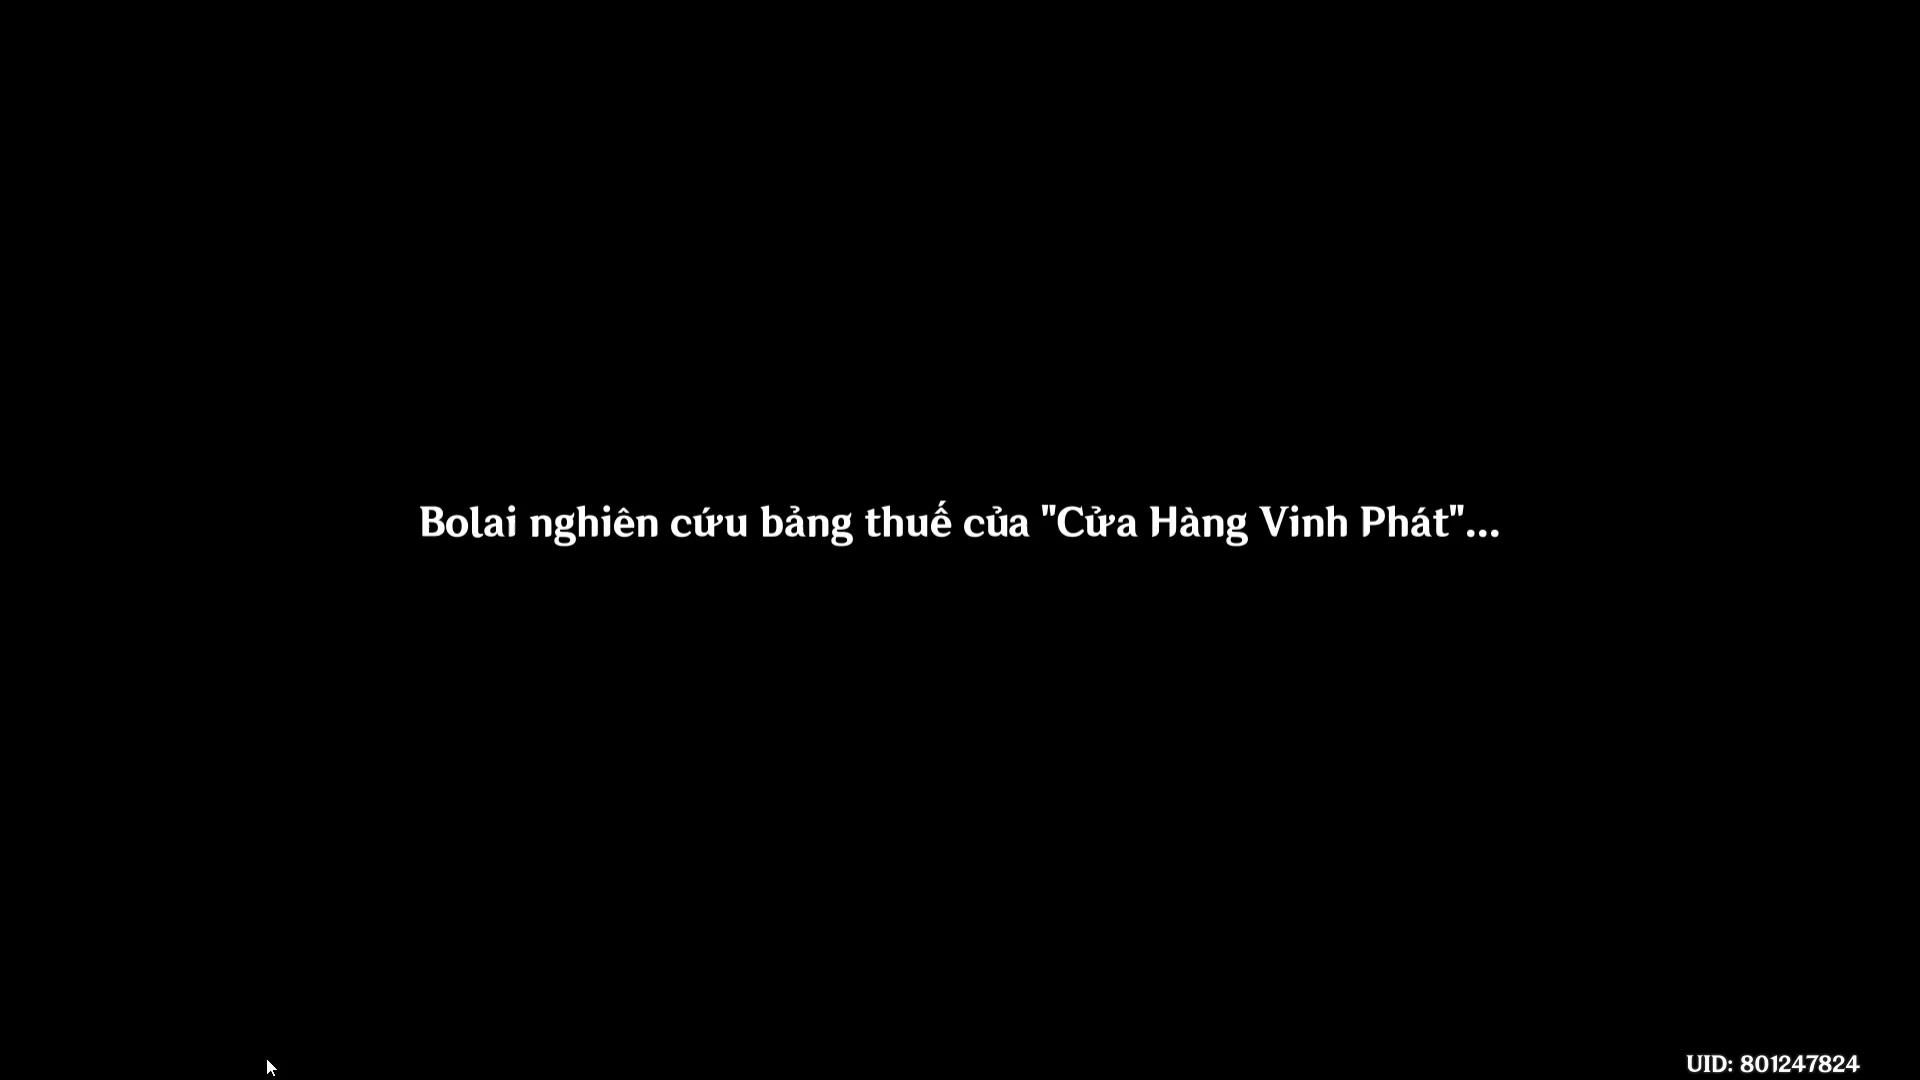 Bolai nghiên cứu bảng thuế của "Cửa Hàng Vinh Phát"...
UID: 801247824